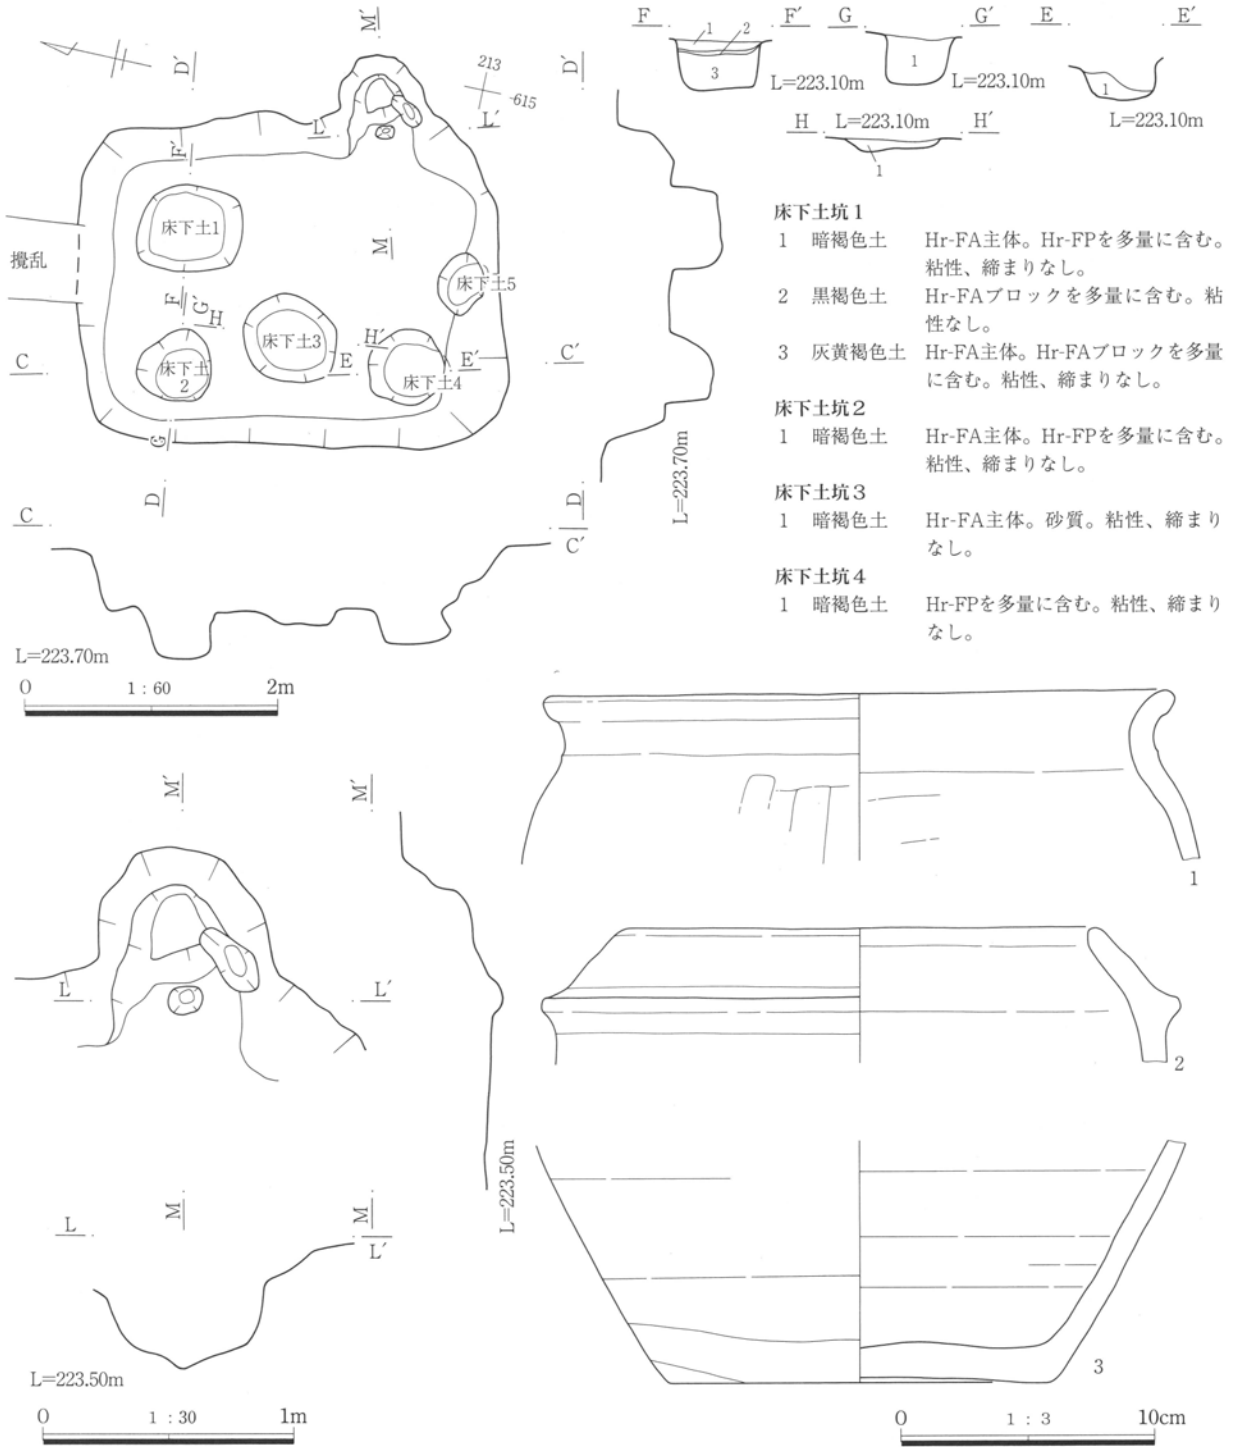 M′
D′
213
-615
D′
L
L′
F′
床下土1
攪乱
M
床下土5
F
G′
H
床下土3
H′
E
E′
C
C′
床下土
2
床下土4
G
D
L=223.70m
D
C
C′
L=223.70m
0 1：60 2m
F F′
1 2
3
L=223.10m
G G′
1
L=223.10m
E E′
1
L=223.10m
H L=223.10m H′
1
床下土坑１
1 暗褐色土 Hr-FA主体。Hr-FPを多量に含む。
粘性、締まりなし。
2 黒褐色土 Hr-FAブロックを多量に含む。粘
性なし。
3 灰黄褐色土 Hr-FA主体。Hr-FAブロックを多量
に含む。粘性、締まりなし。
床下土坑２
1 暗褐色土 Hr-FA主体。Hr-FPを多量に含む。
粘性、締まりなし。
床下土坑３
1 暗褐色土 Hr-FA主体。砂質。粘性、締まり
なし。
床下土坑４
1 暗褐色土 Hr-FPを多量に含む。粘性、締まり
なし。
M′
M′
L
L′
L=223.50m
M
M
L
L′
L=223.50m
0 1：30 1m
1
2
3
0 1：3 10cm